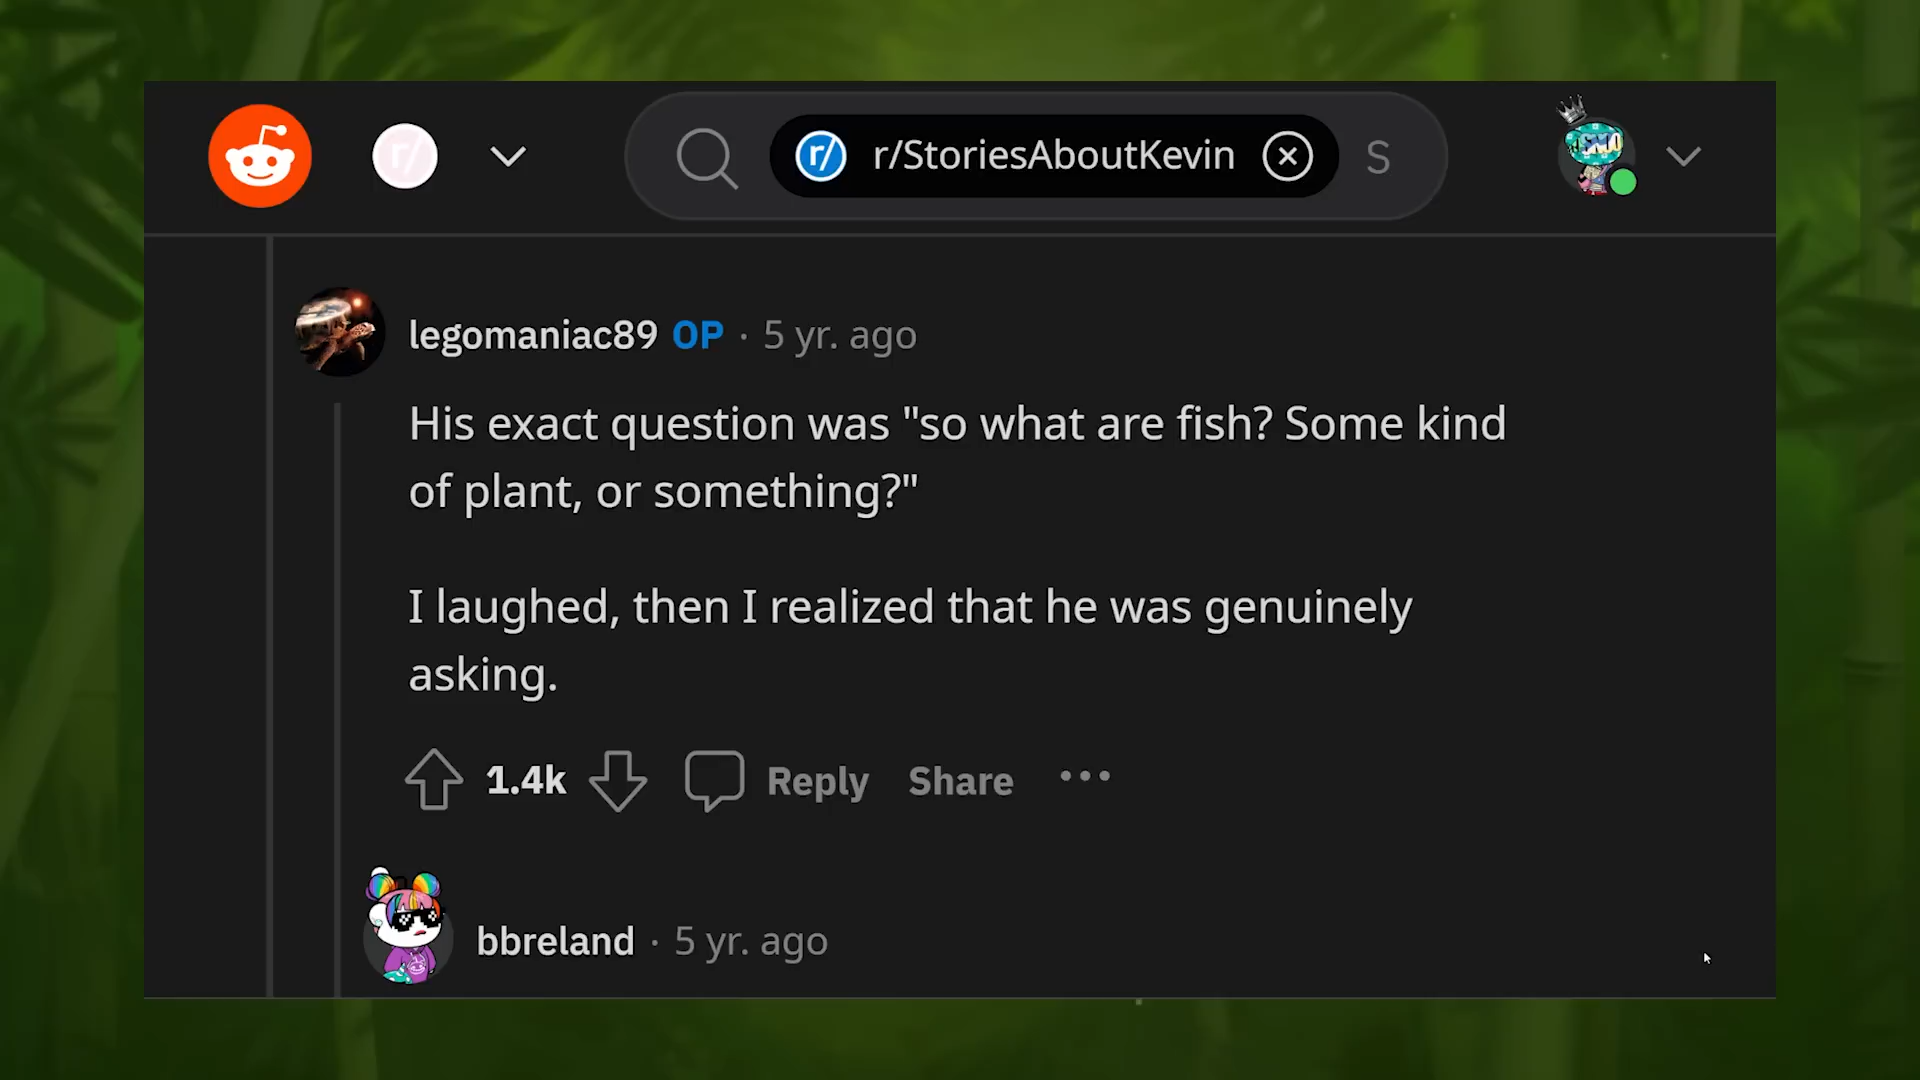 r/ r/ r/StoriesAboutKevin S
legomaniac89 OP · 5 yr. ago
His exact question was "so what are fish? Some kind
of plant, or something?"
I laughed, then I realized that he was genuinely
asking.
1.4k Reply Share ···
bbreland · 5 yr. ago